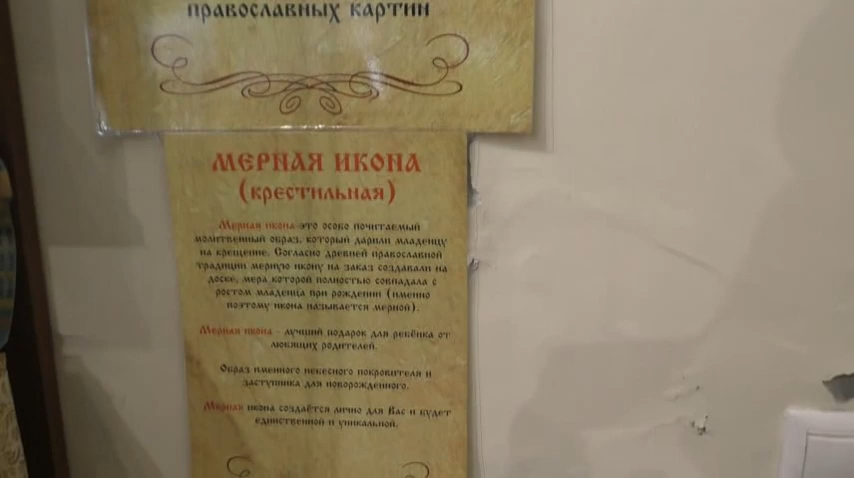 православных картин
МЕРНАЯ ИКОНА
(крестильная)
Мерная икона-это особо почитаемый
молитвенный образ, который дарили младенцу
на крещение. Согласно древней православной
традиции мерную икону на заказ создавали на
доске, мера которой полностью совпадала с
ростом младенца при рождении (именно
поэтому икона называется мерной).
Мерная икона - лучший подарок для ребёнка от
любящих родителей.
Образ именного небесного покровителя и
заступника для новорожденного.
Мерная икона создаётся лично для Вас и будет
единственной и уникальной.